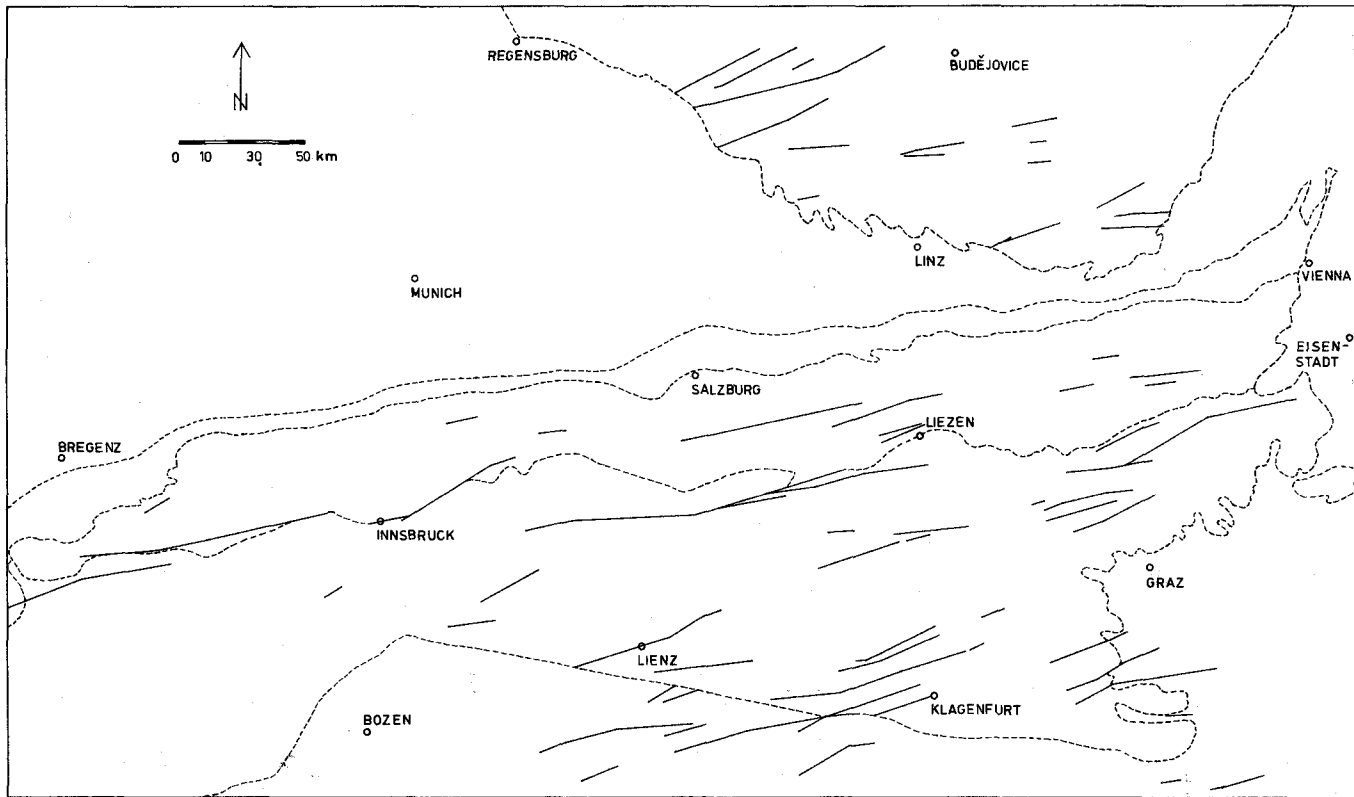 REGENSBURG
BUDĚJOVICE
N
0 10 30 50 km
LINZ
MUNICH
VIENNA
EISEN-
STADT
SALZBURG
LIEZEN
BREGENZ
INNSBRUCK
GRAZ
LIENZ
KLAGENFURT
BOZEN